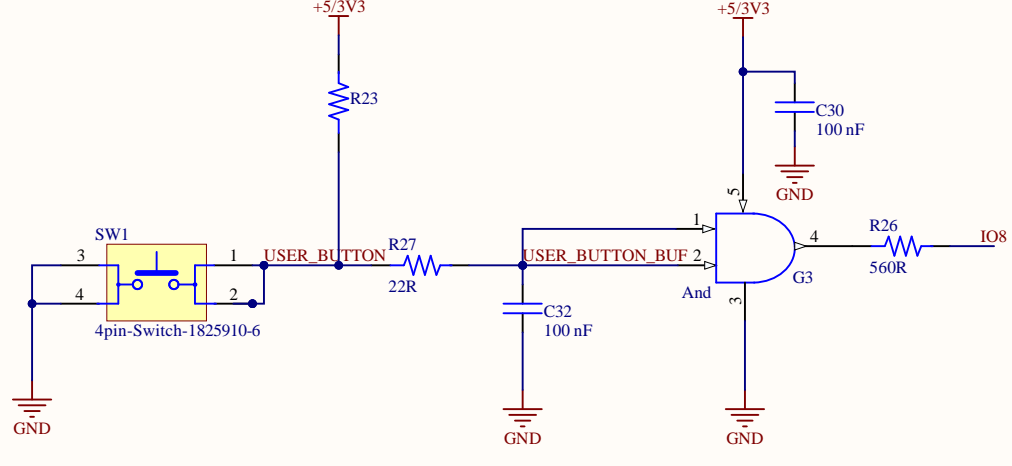 +5/3V3
+5/3V3
R23
C30
100 nF
GND
5
SW1
3
1
4
2
4pin-Switch-1825910-6
USER_BUTTON
R27
22R
USER_BUTTON_BUF
1
2
4
R26
560R
IO8
And
G3
3
C32
100 nF
GND
GND
GND